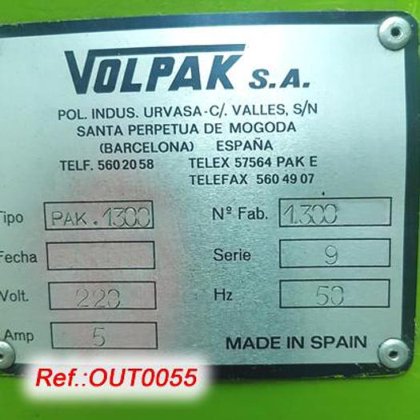 VOLPAK S.A.
POL. INDUS. URVASA-C/. VALLES, S/N
SANTA PERPETUA DE MOGODA
(BARCELONA) ESPAÑA
TELF. 560 20 58 TELEX 57564 PAK E
TELEFAX 560 49 07
Tipo PAK.1300 Nº Fab. 1.300
Fecha Serie 9
Volt. 220 Hz 50
Amp 5 MADE IN SPAIN
Ref.:OUT0055